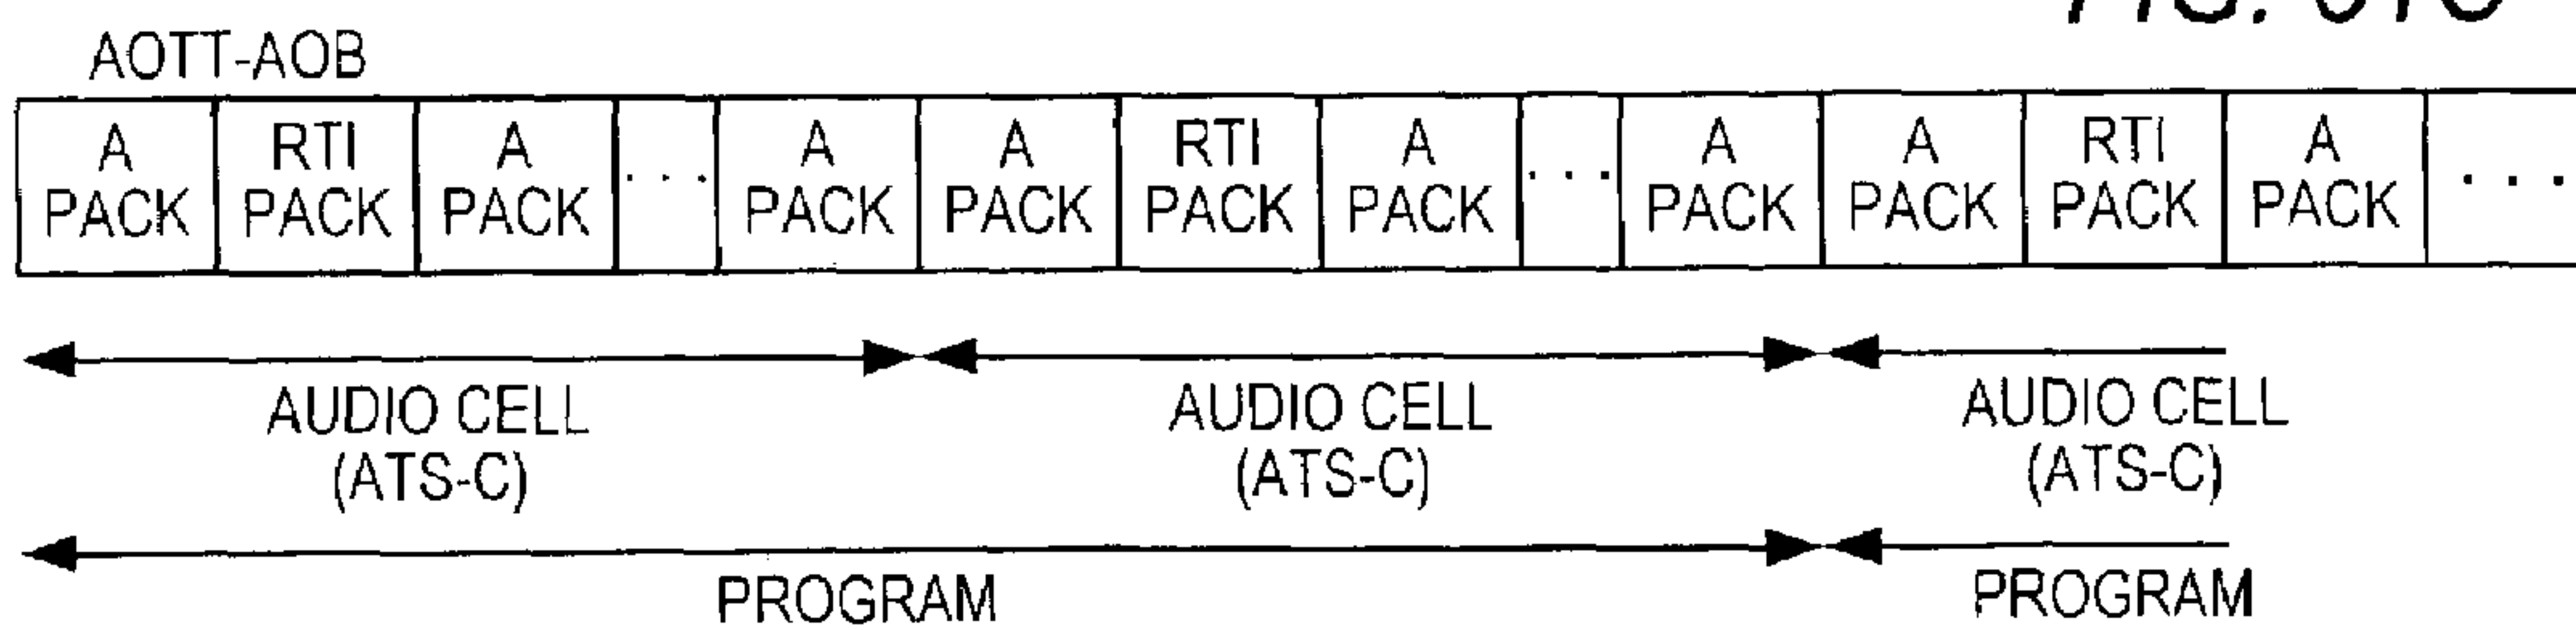 FIG.
AOTT-AOB
A PACK RTI PACK A PACK ... A PACK A PACK RTI PACK A PACK ... A PACK A PACK RTI PACK A PACK ...
AUDIO CELL AUDIO CELL AUDIO CELL
(ATS-C) (ATS-C) (ATS-C)
PROGRAM PROGRAM